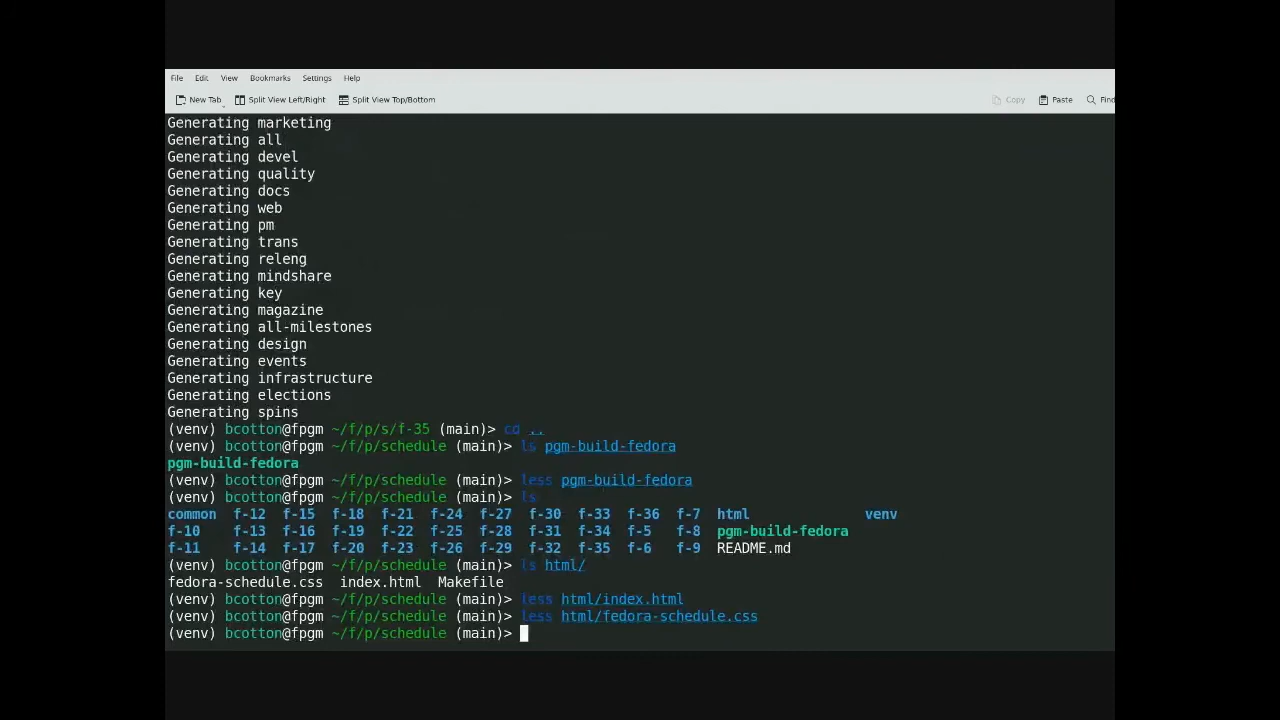 File Edit View Bookmarks Settings Help
New Tab Split View Left/Right Split View Top/Bottom Copy Paste Find
Generating marketing
Generating all
Generating devel
Generating quality
Generating docs
Generating web
Generating pm
Generating trans
Generating releng
Generating mindshare
Generating key
Generating magazine
Generating all-milestones
Generating design
Generating events
Generating infrastructure
Generating elections
Generating spins
(venv) bcotton@fpgm ~/f/p/s/f-35 (main)> cd ..
(venv) bcotton@fpgm ~/f/p/schedule (main)> ls pgm-build-fedora
pgm-build-fedora
(venv) bcotton@fpgm ~/f/p/schedule (main)> less pgm-build-fedora
(venv) bcotton@fpgm ~/f/p/schedule (main)> ls
common f-12 f-15 f-18 f-21 f-24 f-27 f-30 f-33 f-36 f-7 html venv
f-10 f-13 f-16 f-19 f-22 f-25 f-28 f-31 f-34 f-5 f-8 pgm-build-fedora
f-11 f-14 f-17 f-20 f-23 f-26 f-29 f-32 f-35 f-6 f-9 README.md
(venv) bcotton@fpgm ~/f/p/schedule (main)> ls html/
fedora-schedule.css index.html Makefile
(venv) bcotton@fpgm ~/f/p/schedule (main)> less html/index.html
(venv) bcotton@fpgm ~/f/p/schedule (main)> less html/fedora-schedule.css
(venv) bcotton@fpgm ~/f/p/schedule (main)>